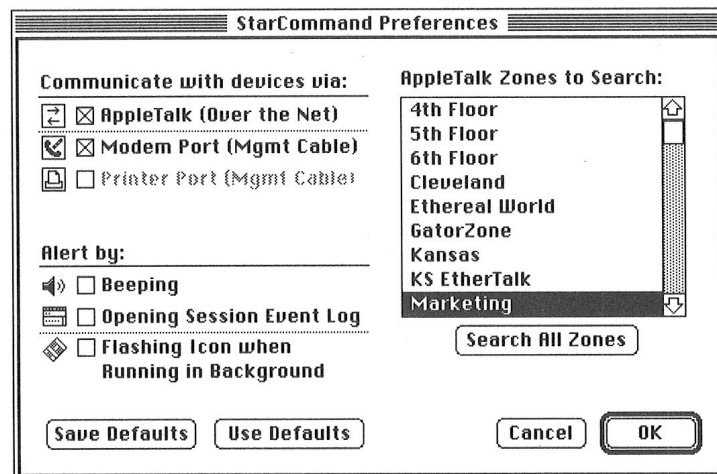 StarCommand Preferences
Communicate with devices via:
AppleTalk (Over the Net)
Modem Port (Mgmt Cable)
Printer Port (Mgmt Cable)
Alert by:
Beeping
Opening Session Event Log
Flashing Icon when
Running in Background
AppleTalk Zones to Search:
4th Floor
5th Floor
6th Floor
Cleveland
Ethereal World
GatorZone
Kansas
KS EtherTalk
Marketing
Search All Zones
Save Defaults
Use Defaults
Cancel
OK